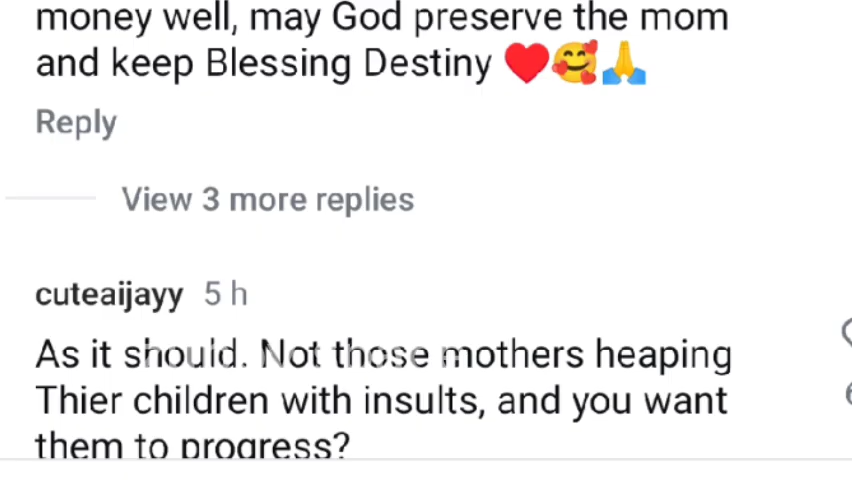 money well, may God preserve the mom
and keep Blessing Destiny ❤️🥰🙏
Reply
View 3 more replies
cuteaijayy 5 h
As it should. Not those mothers heaping
Thier children with insults, and you want
them to progress?